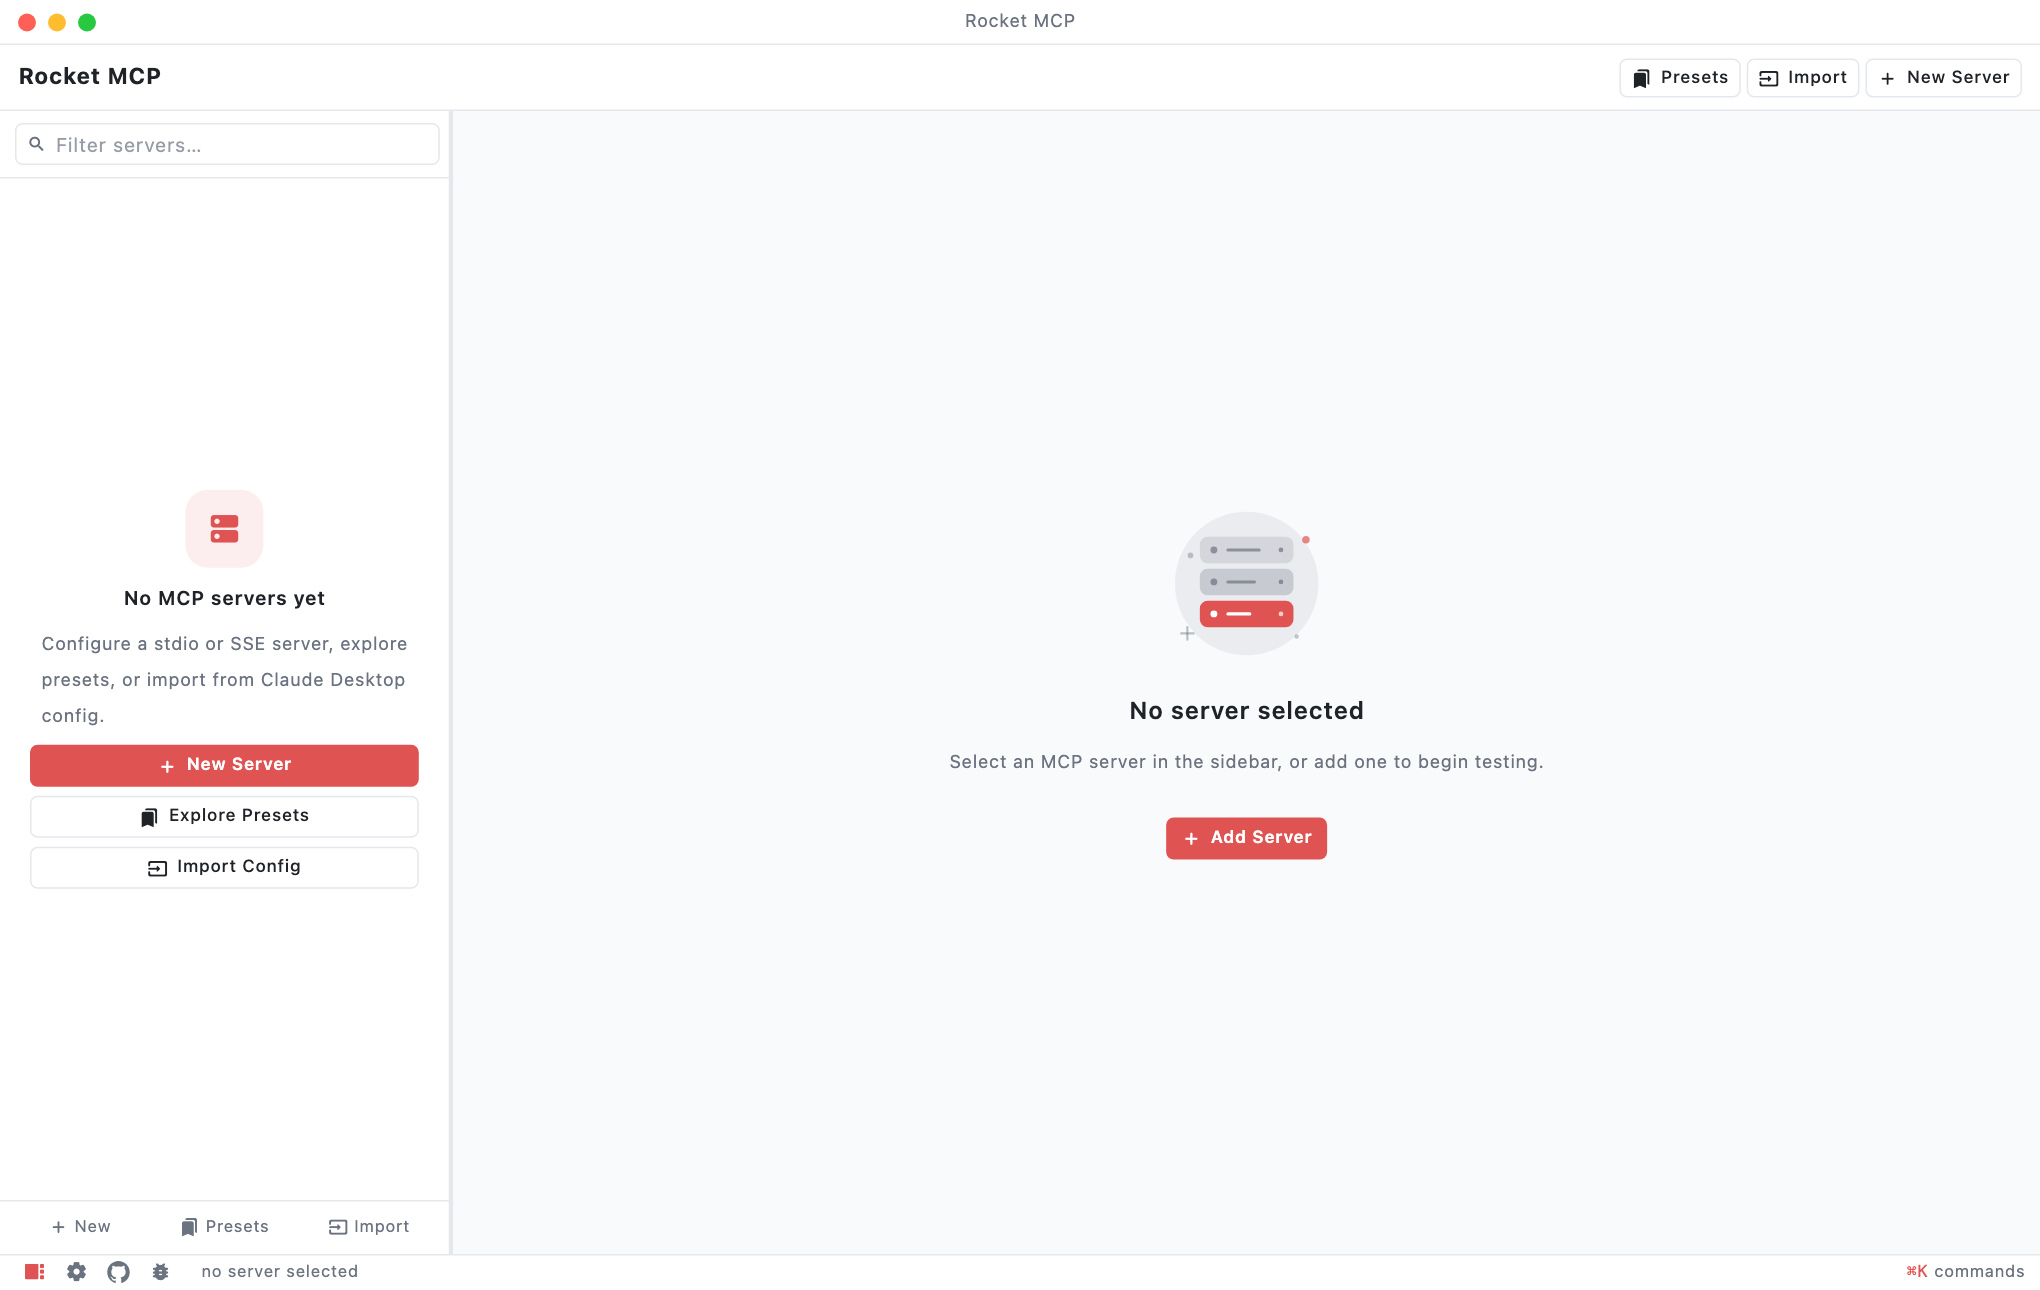 Rocket MCP
Rocket MCP
Presets
Import
New Server
Filter servers...
No MCP servers yet
Configure a stdio or SSE server, explore
presets, or import from Claude Desktop
config.
New Server
Explore Presets
Import Config
No server selected
Select an MCP server in the sidebar, or add one to begin testing.
Add Server
New
Presets
Import
no server selected
⌘K commands